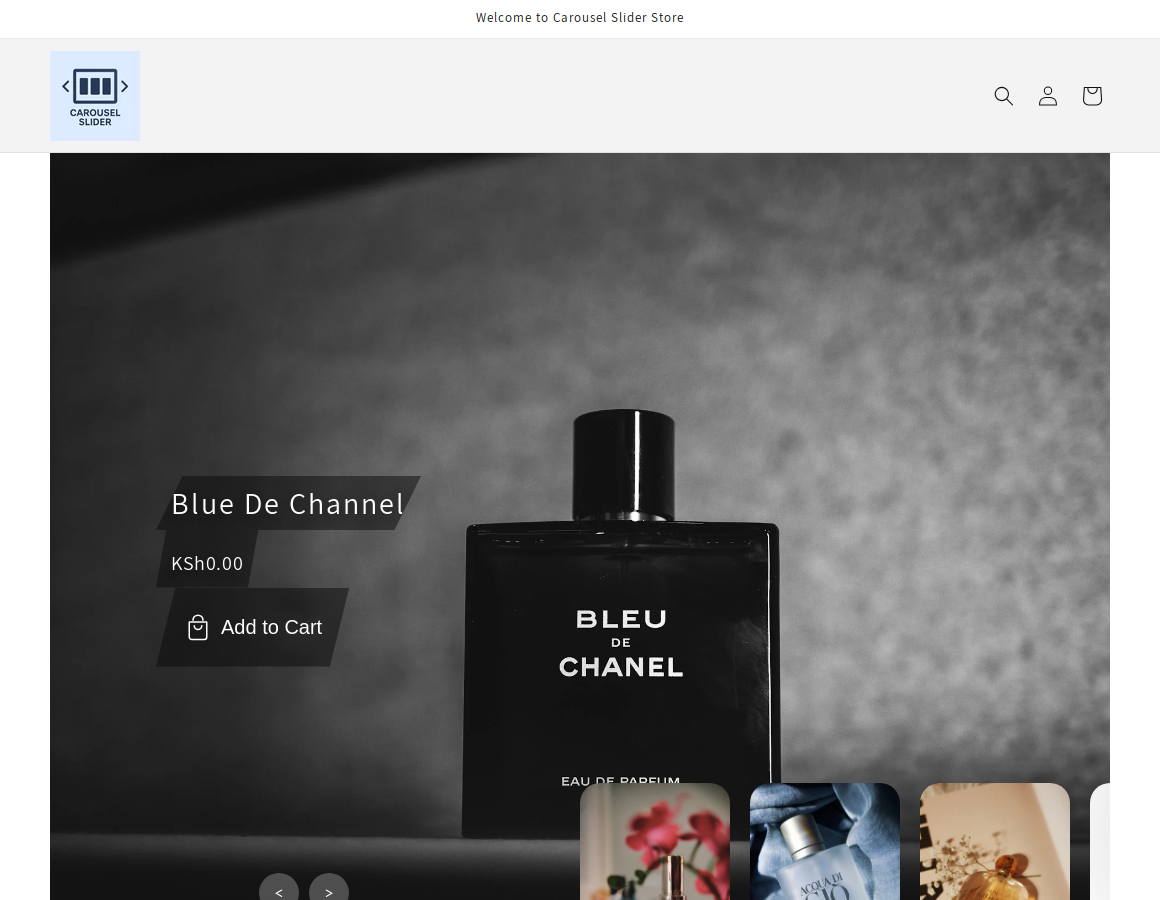 Welcome to Carousel Slider Store
CAROUSEL
SLIDER
Blue De Channel
KSh0.00
Add to Cart
BLEU
DE
CHANEL
EAU DE PARFUM
ACQUA DI
GIÒ
<
>